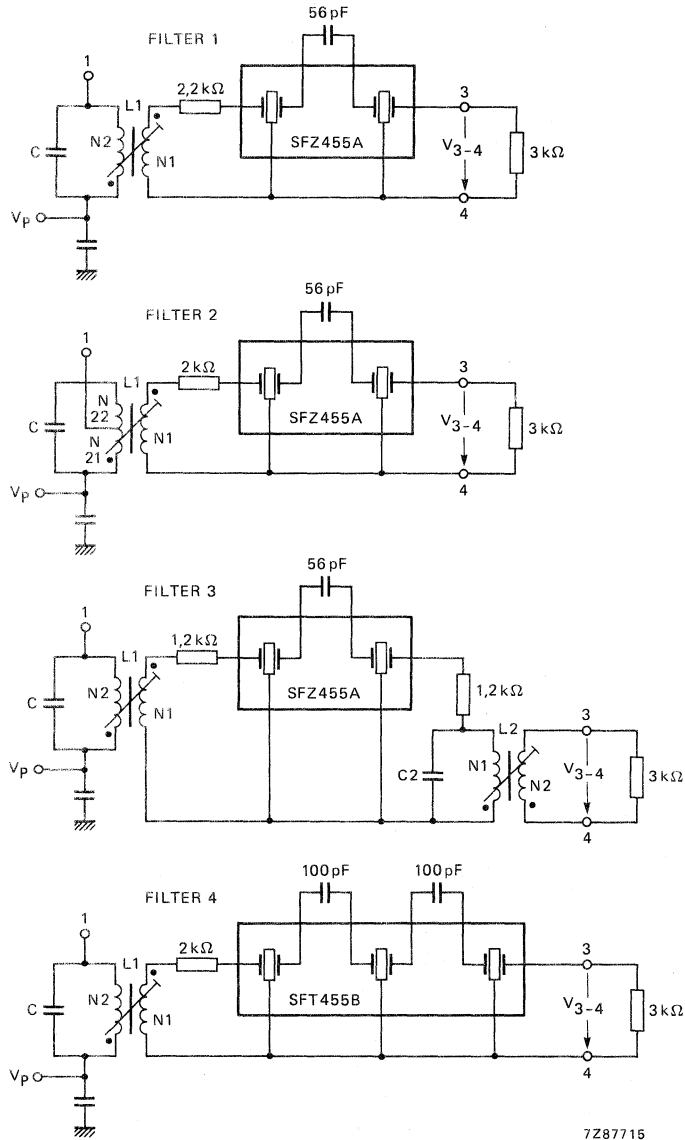 FILTER 1
56 pF
1
L1
2,2 kΩ
C
N2
N1
SFZ455A
3
V3-4
3 kΩ
4
Vp
FILTER 2
56 pF
1
L1
2 kΩ
C
N
22
N
21
N1
SFZ455A
3
V3-4
3 kΩ
4
Vp
FILTER 3
56 pF
1
L1
1,2 kΩ
C
N2
N1
SFZ455A
1,2 kΩ
L2
C2
N1
N2
3
V3-4
3 kΩ
4
Vp
FILTER 4
100 pF
100 pF
1
L1
2 kΩ
C
N2
N1
SFT455B
3
V3-4
3 kΩ
4
Vp
7Z87715